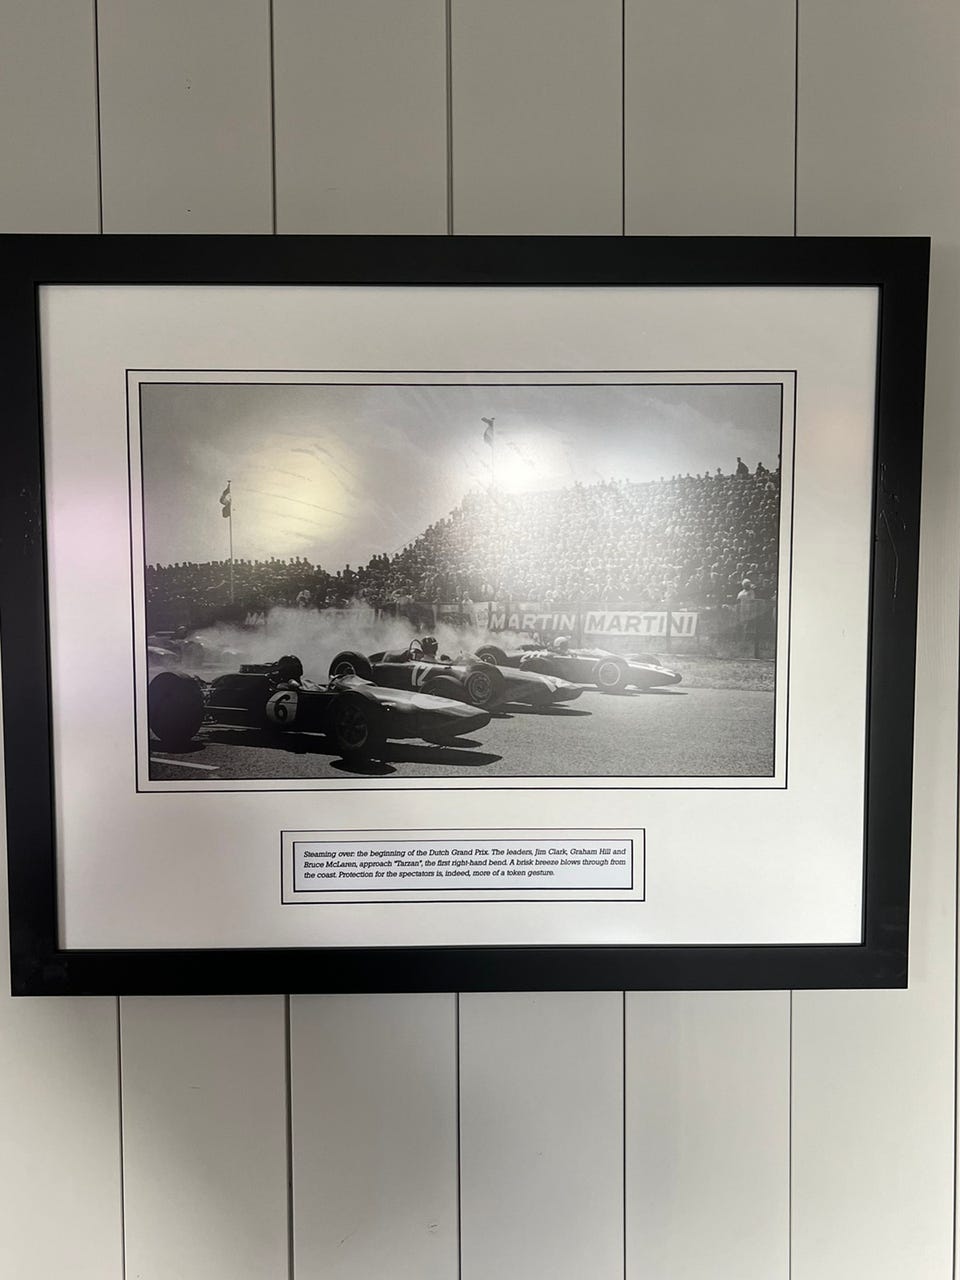 MARTINI
MARTIN MARTINI
6
17
Steaming over: the beginning of the Dutch Grand Prix. The leaders, Jim Clark, Graham Hill and
Bruce McLaren, approach "Tarzan", the first right-hand bend. A brisk breeze blows through from
the coast. Protection for the spectators is, indeed, more of a token gesture.